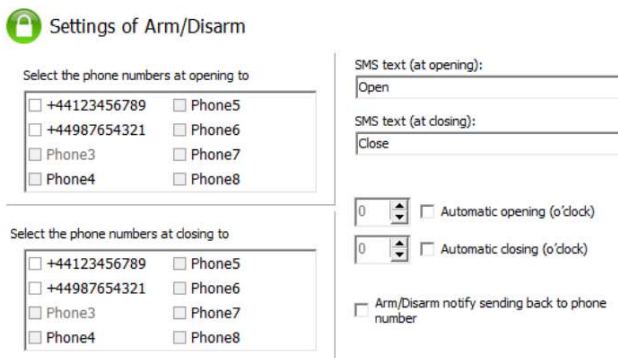 Settings of Arm/Disarm
Select the phone numbers at opening to
+44123456789 Phone5
+44987654321 Phone6
Phone3 Phone7
Phone4 Phone8
Select the phone numbers at closing to
+44123456789 Phone5
+44987654321 Phone6
Phone3 Phone7
Phone4 Phone8
SMS text (at opening):
Open
SMS text (at closing):
Close
0 Automatic opening (o'clock)
0 Automatic closing (o'clock)
Arm/Disarm notify sending back to phone
number